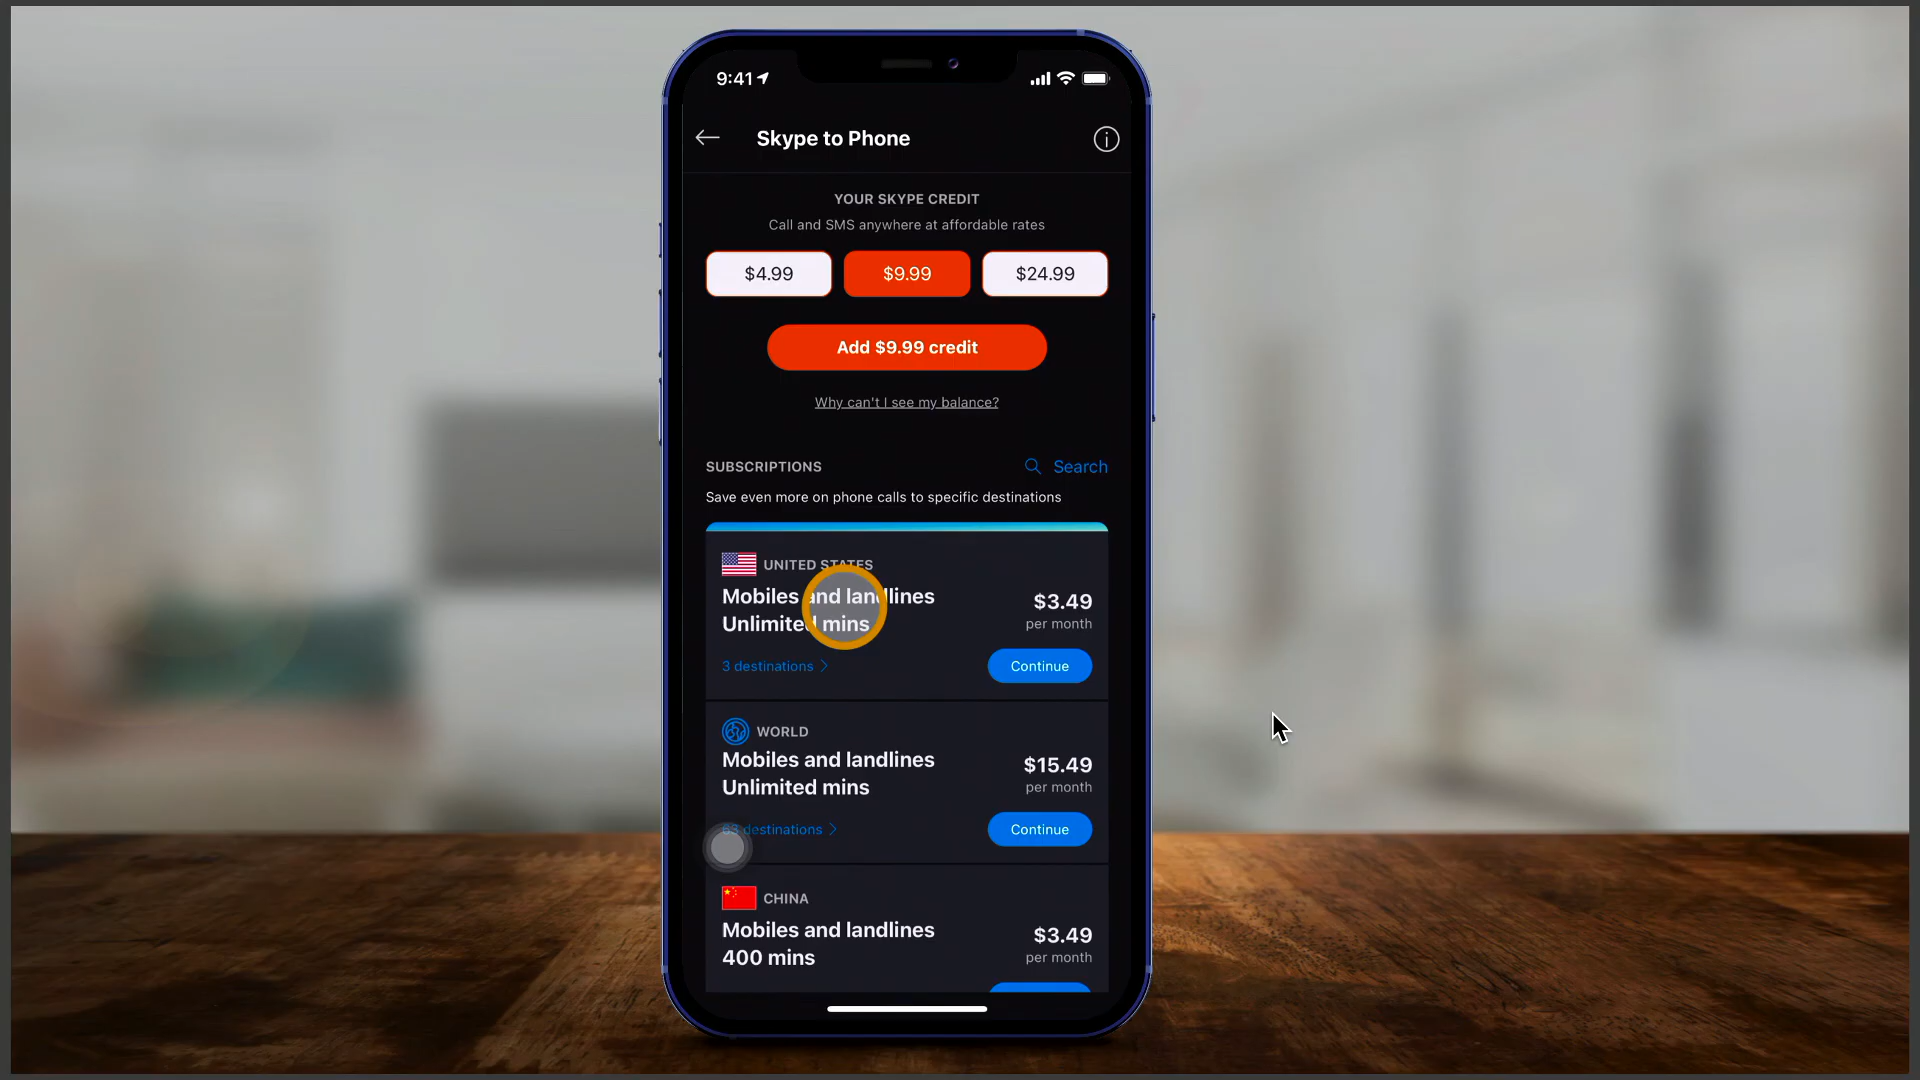 9:41
Skype to Phone
YOUR SKYPE CREDIT
Call and SMS anywhere at affordable rates
$4.99 $9.99 $24.99
Add $9.99 credit
Why can't I see my balance?
SUBSCRIPTIONS Search
Save even more on phone calls to specific destinations
UNITED STATES
Mobiles and landlines
Unlimited mins
$3.49
per month
3 destinations
Continue
WORLD
Mobiles and landlines
Unlimited mins
$15.49
per month
63 destinations
Continue
CHINA
Mobiles and landlines
400 mins
$3.49
per month